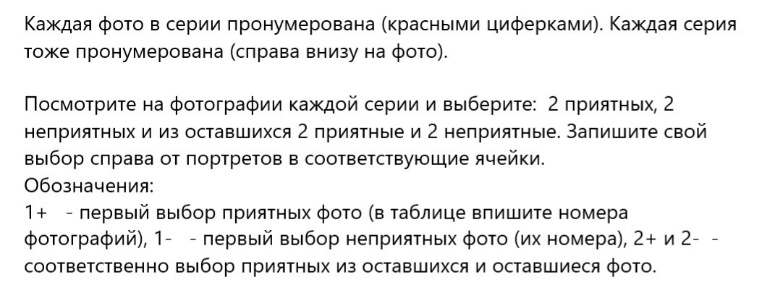 Каждая фото в серии пронумерована (красными циферками). Каждая серия
тоже пронумерована (справа внизу на фото).
Посмотрите на фотографии каждой серии и выберите:  2 приятных, 2
неприятных и из оставшихся 2 приятные и 2 неприятные. Запишите свой
выбор справа от портретов в соответствующие ячейки.
Обозначения:
1+   - первый выбор приятных фото (в таблице впишите номера
фотографий), 1-   - первый выбор неприятных фото (их номера), 2+ и 2-  -
соответственно выбор приятных из оставшихся и оставшиеся фото.